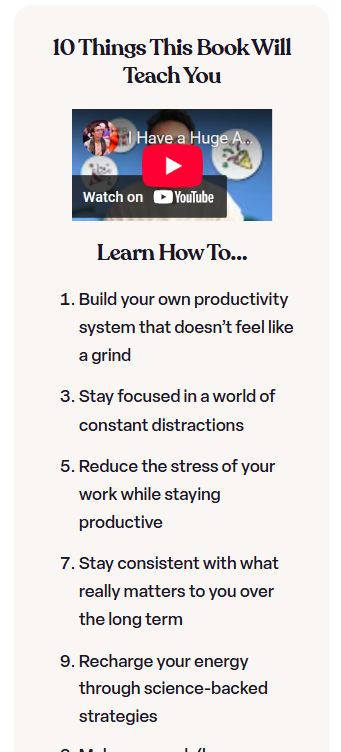 10 Things This Book Will
Teach You
I Have a Huge A...
Watch on YouTube
Learn How To...
1. Build your own productivity
system that doesn’t feel like
a grind
3. Stay focused in a world of
constant distractions
5. Reduce the stress of your
work while staying
productive
7. Stay consistent with what
really matters to you over
the long term
9. Recharge your energy
through science-backed
strategies